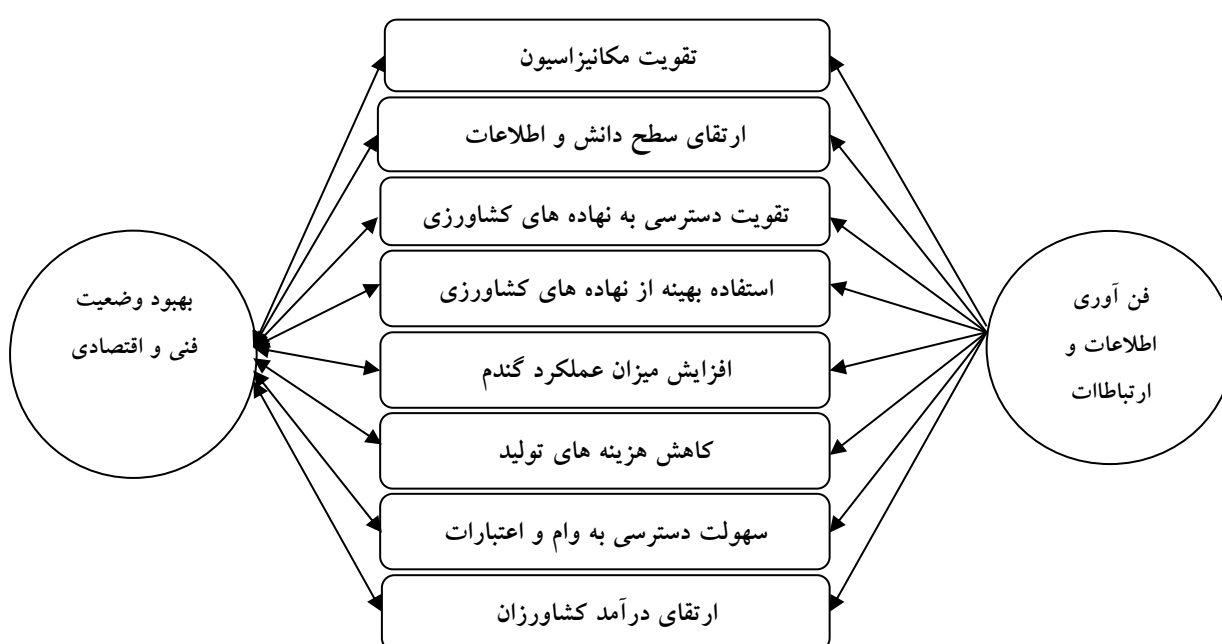 تقویت مکانیزاسیون
ارتقای سطح دانش و اطلاعات
تقویت دسترسی به نهاده های کشاورزی
استفاده بهینه از نهاده های کشاورزی
افزایش میزان عملکرد گندم
کاهش هزینه های تولید
سهولت دسترسی به وام و اعتبارات
ارتقای درآمد کشاورزان
فن آوری
اطلاعات و
ارتباطاات
بهبود وضعیت
فنی و اقتصادی